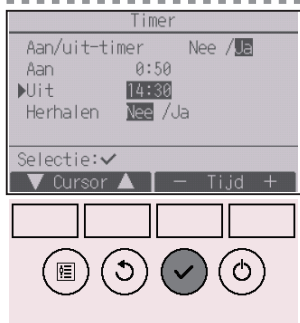 Timer
Aan/uit-timer Nee /Ja
Aan 0:50
▶Uit 14:30
Herhalen Nee /Ja
Selectie:✓
▼ Cursor ▲ − Tijd +